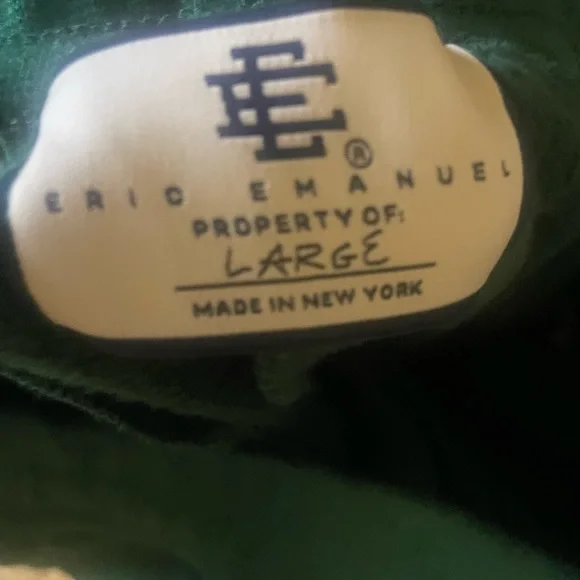 EE
®
ERIC EMANUEL
PROPERTY OF:
LARGE
MADE IN NEW YORK